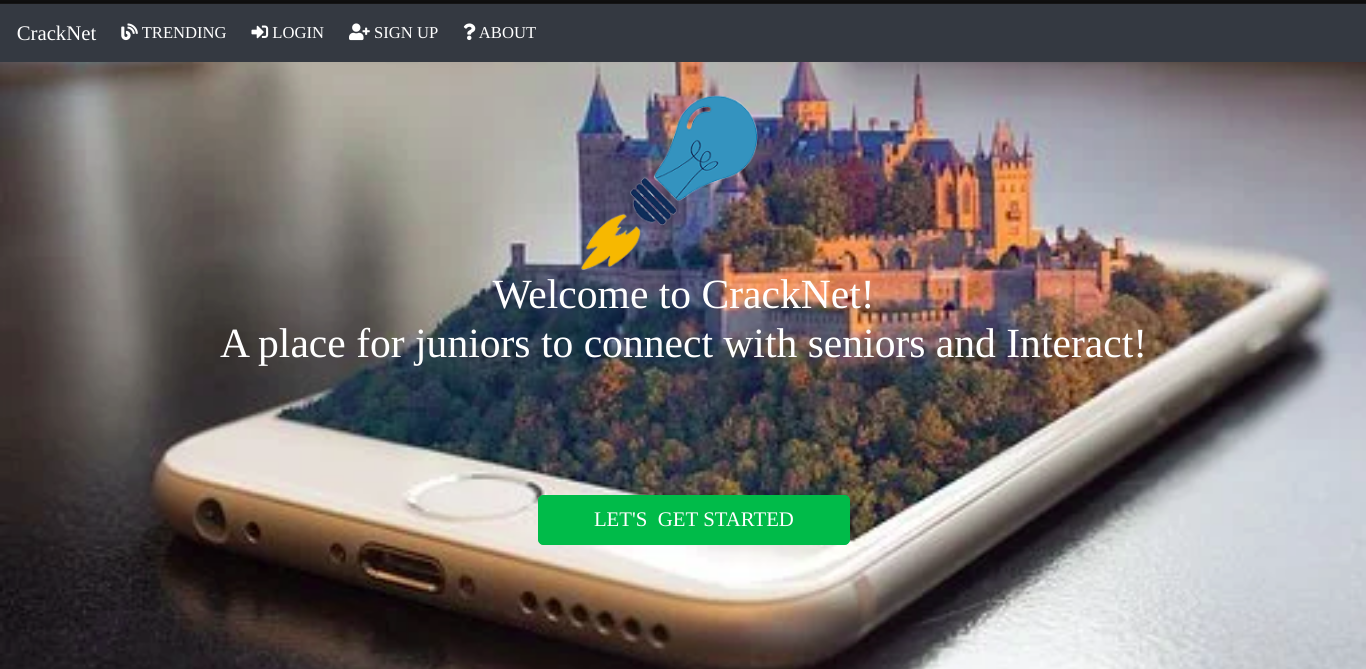 CrackNet TRENDING LOGIN SIGN UP ABOUT
Welcome to CrackNet!
A place for juniors to connect with seniors and Interact!
LET'S  GET STARTED